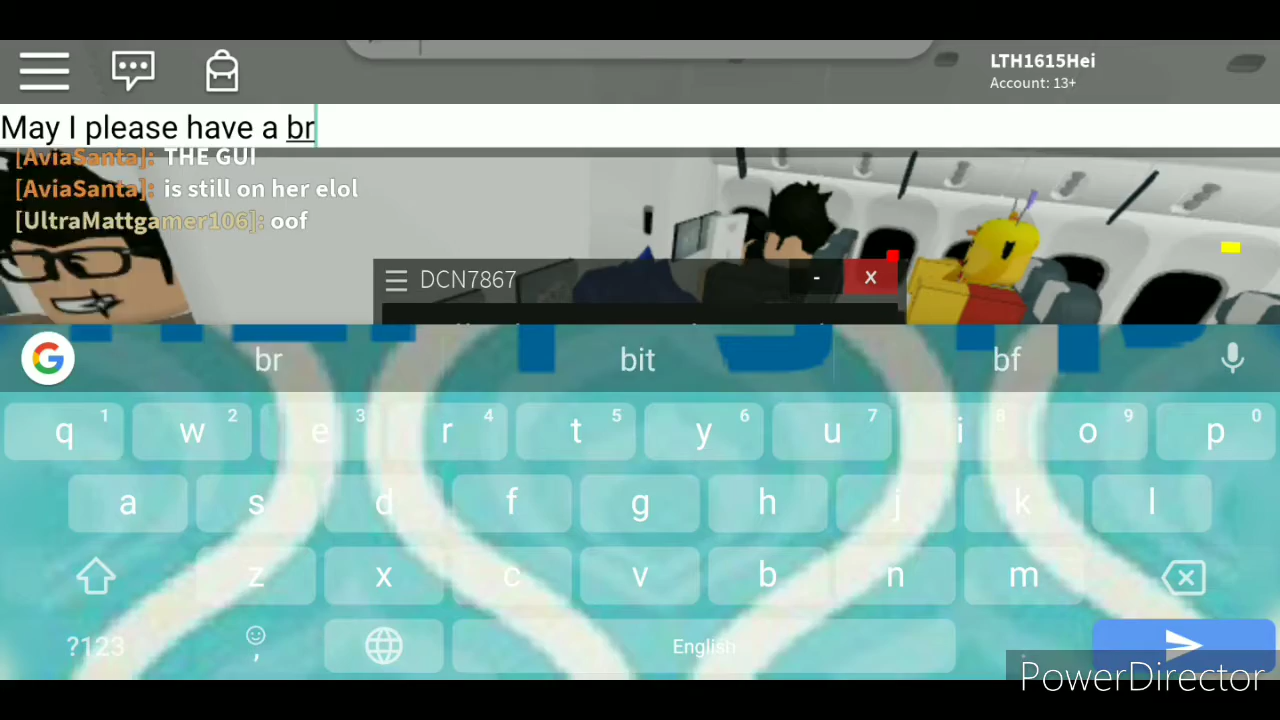 LTH1615Hei
Account: 13+
May I please have a br
[AviaSanta]: THE GUI
[AviaSanta]: is still on her elol
[UltraMattgamer106]: oof
DCN7867
- X
G br bit bf
q 1 w 2 e 3 r 4 t 5 y 6 u 7 i 8 o 9 p 0
a s d f g h j k l
z x c v b n m
?123 , English .
PowerDirector